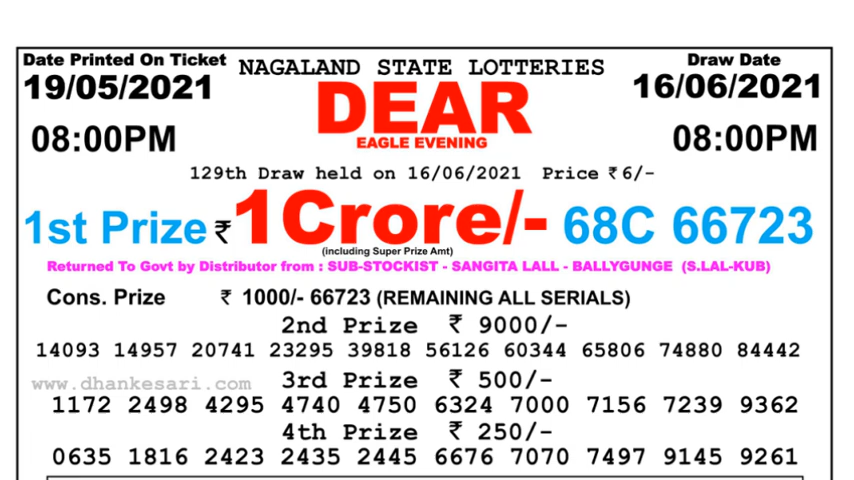 Date Printed On Ticket NAGALAND STATE LOTTERIES Draw Date
19/05/2021 DEAR 16/06/2021
08:00PM EAGLE EVENING 08:00PM
129th Draw held on 16/06/2021 Price ₹ 6/-
1st Prize ₹ 1Crore/- 68C 66723
(including Super Prize Amt)
Returned To Govt by Distributor from : SUB-STOCKIST - SANGITA LALL - BALLYGUNGE (S.LAL-KUB)
Cons. Prize ₹ 1000/- 66723 (REMAINING ALL SERIALS)
2nd Prize ₹ 9000/-
14093 14957 20741 23295 39818 56126 60344 65806 74880 84442
www.dhankesari.com 3rd Prize ₹ 500/-
1172 2498 4295 4740 4750 6324 7000 7156 7239 9362
4th Prize ₹ 250/-
0635 1816 2423 2435 2445 6676 7070 7497 9145 9261